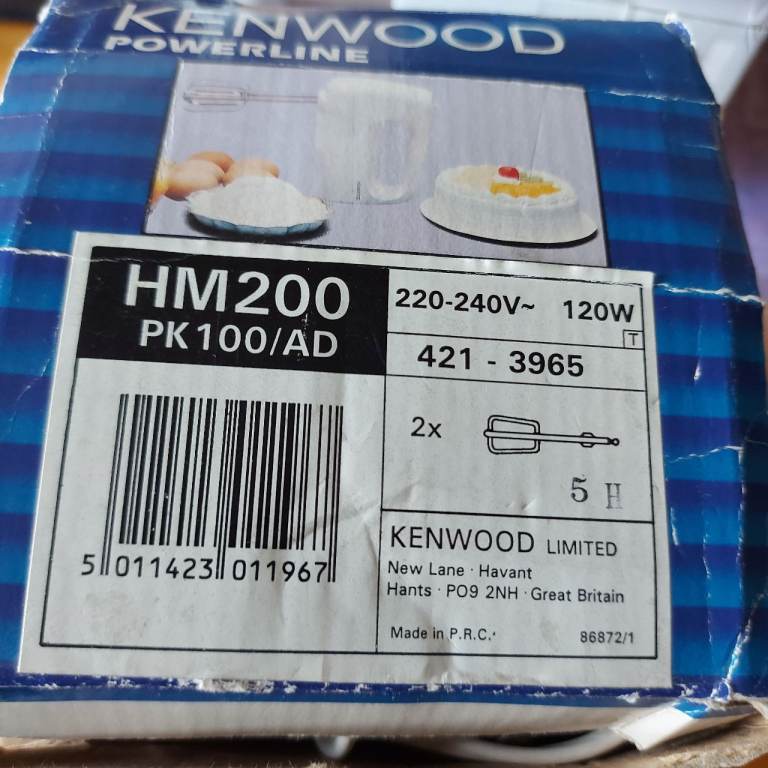 KENWOOD
POWERLINE
HM200
PK100/AD
220-240V~ 120W
T
421 - 3965
2x
5 H
5 011423 011967
KENWOOD LIMITED
New Lane · Havant
Hants · PO9 2NH · Great Britain
Made in P.R.C.
86872/1